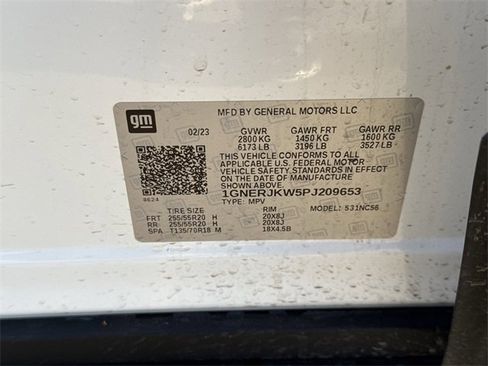 gm
MFD BY GENERAL MOTORS LLC
02/23 GVWR GAWR FRT GAWR RR
2800 KG 1450 KG 1600 KG
6173 LB 3196 LB 3527 LB
THIS VEHICLE CONFORMS TO ALL APPLICABLE
U.S. FEDERAL MOTOR
VEHICLE SAFETY STANDARDS IN EFFECT
ON THE DATE OF MANUFACTURE SHOWN ABOVE
8624 1GNERJKW5PJ209653
TYPE: MPV MODEL: 531NC56
TIRE SIZE RIM
FRT 255/55R20 H 20X8J
RR 255/55R20 H 20X8J
SPA T135/70R18 M 18X4.5B